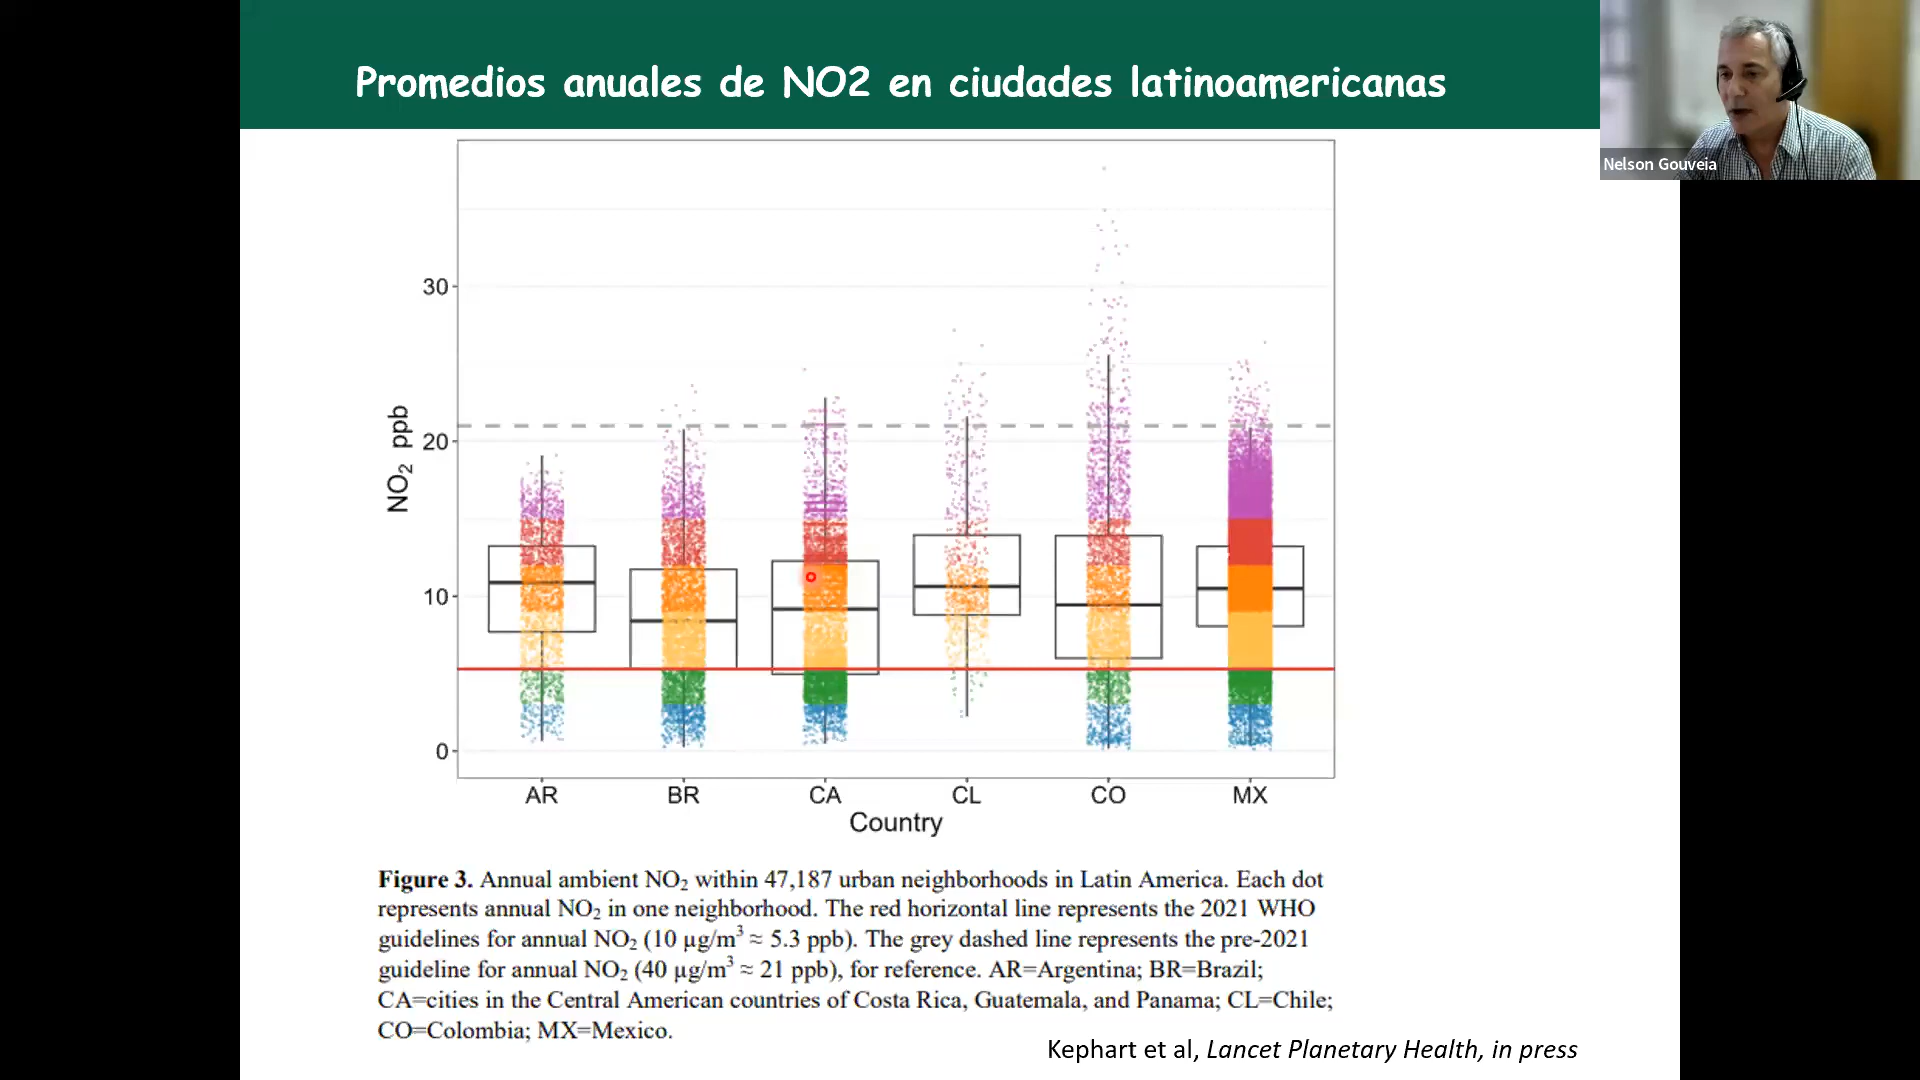 Promedios anuales de NO2 en ciudades latinoamericanas
Nelson Gouveia
30
20
10
0
NO₂ ppb
AR BR CA CL CO MX
Country
Figure 3. Annual ambient NO₂ within 47,187 urban neighborhoods in Latin America. Each dot
represents annual NO₂ in one neighborhood. The red horizontal line represents the 2021 WHO
guidelines for annual NO₂ (10 µg/m³ ≈ 5.3 ppb). The grey dashed line represents the pre-2021
guideline for annual NO₂ (40 µg/m³ ≈ 21 ppb), for reference. AR=Argentina; BR=Brazil;
CA=cities in the Central American countries of Costa Rica, Guatemala, and Panama; CL=Chile;
CO=Colombia; MX=Mexico.
Kephart et al, Lancet Planetary Health, in press